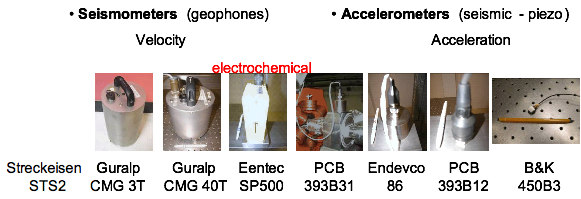 • Seismometers (geophones)
• Accelerometers (seismic - piezo)
Velocity
Acceleration
electrochemical
Streckeisen STS2
Guralp CMG 3T
Guralp CMG 40T
Eentec SP500
PCB 393B31
Endevco 86
PCB 393B12
B&K 450B3